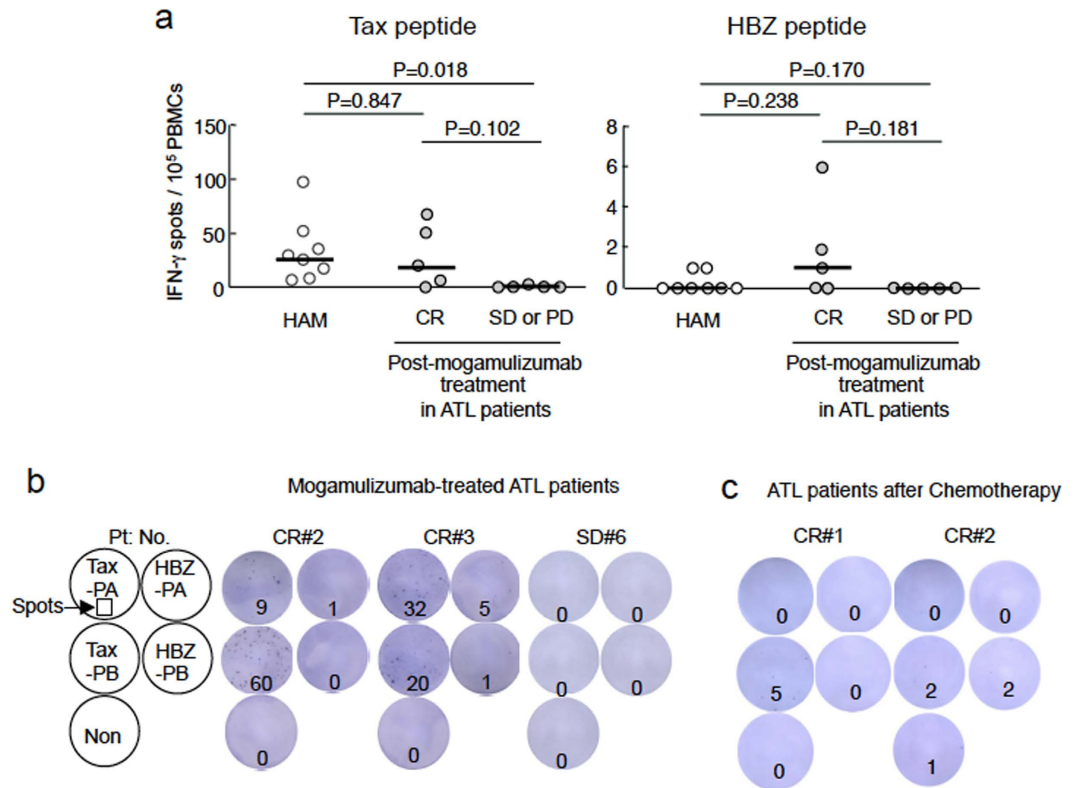 a
Tax peptide
HBZ peptide
P=0.018
P=0.847
P=0.102
P=0.170
P=0.238
P=0.181
IFN-γ spots / 10⁵ PBMCs
150
100
50
0
8
6
4
2
0
HAM
CR
SD or PD
HAM
CR
SD or PD
Post-mogamulizumab
treatment
in ATL patients
Post-mogamulizumab
treatment
in ATL patients
b
Mogamulizumab-treated ATL patients
Pt: No.
CR#2
CR#3
SD#6
Tax
-PA
HBZ
-PA
Spots
Tax
-PB
HBZ
-PB
Non
9
1
32
5
0
0
60
0
20
1
0
0
0
0
0
c
ATL patients after Chemotherapy
CR#1
CR#2
0
0
0
5
0
2
2
0
1